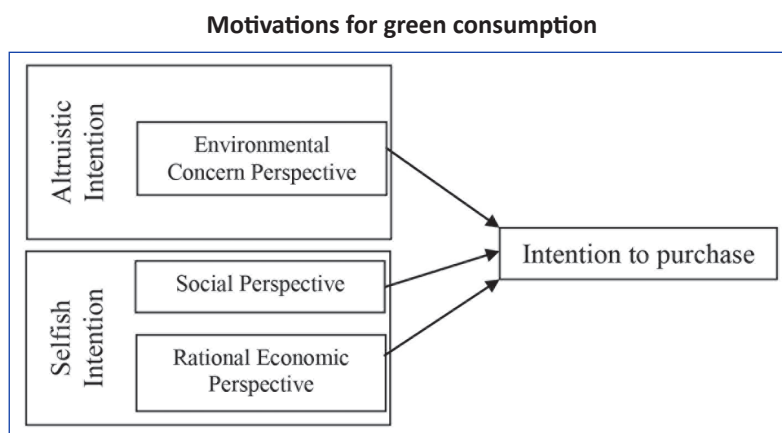 Motivations for green consumption
Altruistic
Intention
Environmental
Concern Perspective
Selfish
Intention
Social Perspective
Rational Economic
Perspective
Intention to purchase